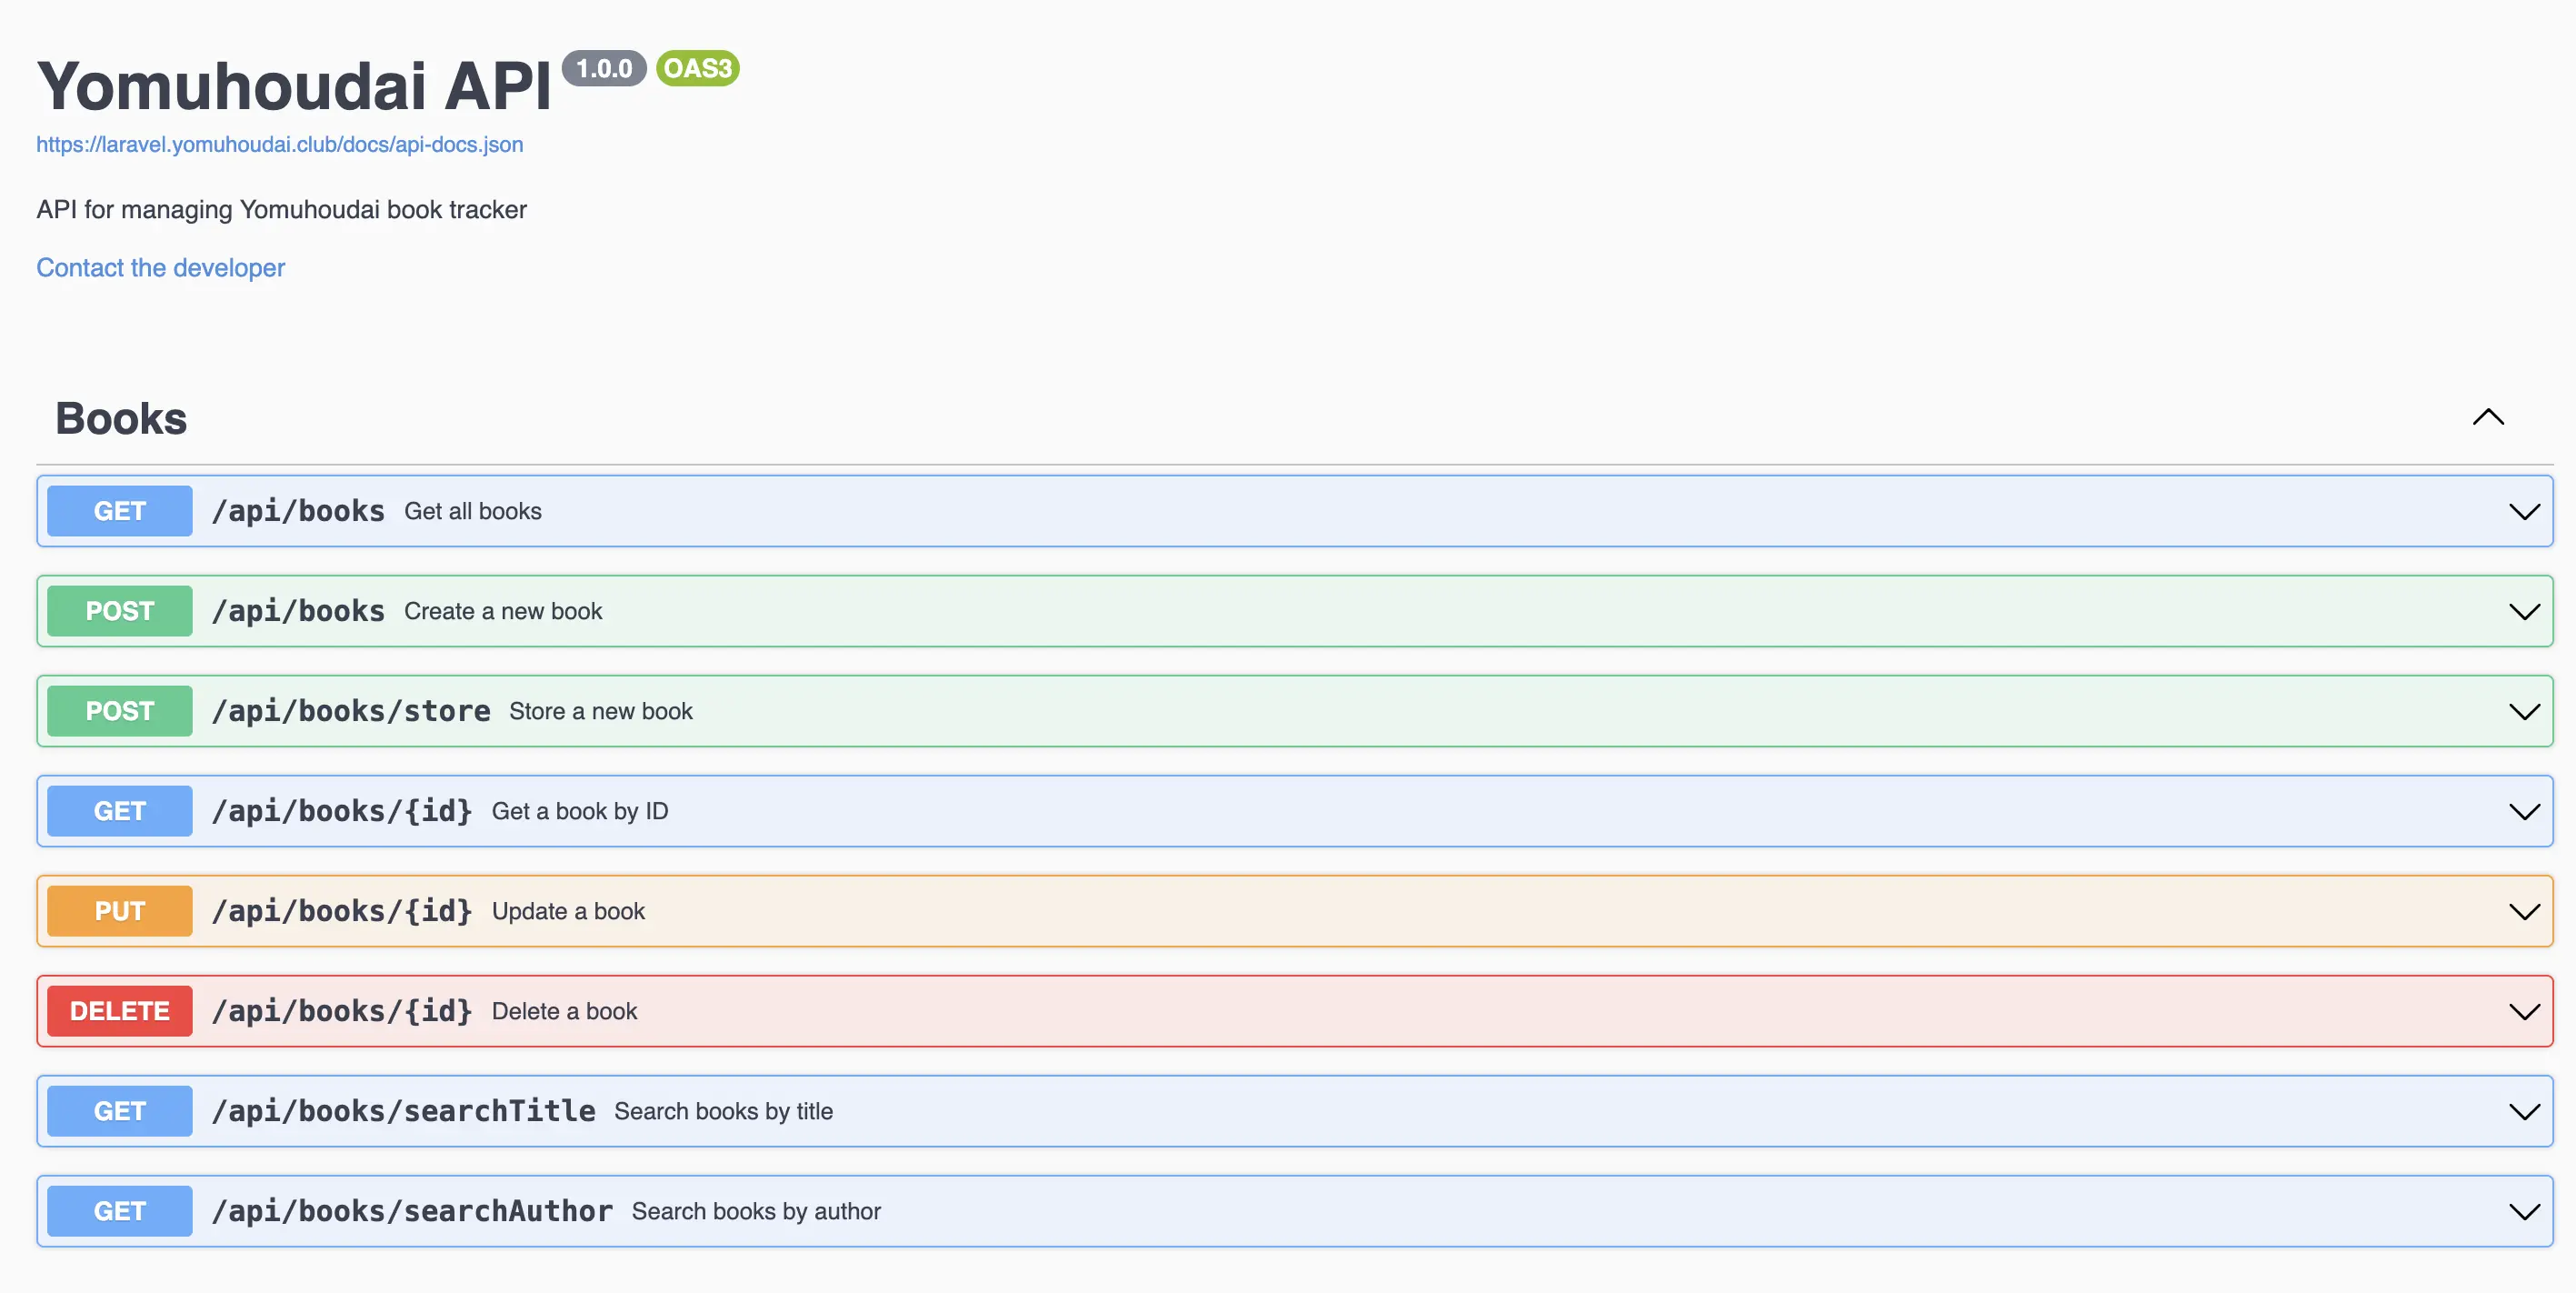 Yomuhoudai API 1.0.0 OAS3
https://laravel.yomuhoudai.club/docs/api-docs.json
API for managing Yomuhoudai book tracker
Contact the developer
Books
GET /api/books Get all books
POST /api/books Create a new book
POST /api/books/store Store a new book
GET /api/books/{id} Get a book by ID
PUT /api/books/{id} Update a book
DELETE /api/books/{id} Delete a book
GET /api/books/searchTitle Search books by title
GET /api/books/searchAuthor Search books by author